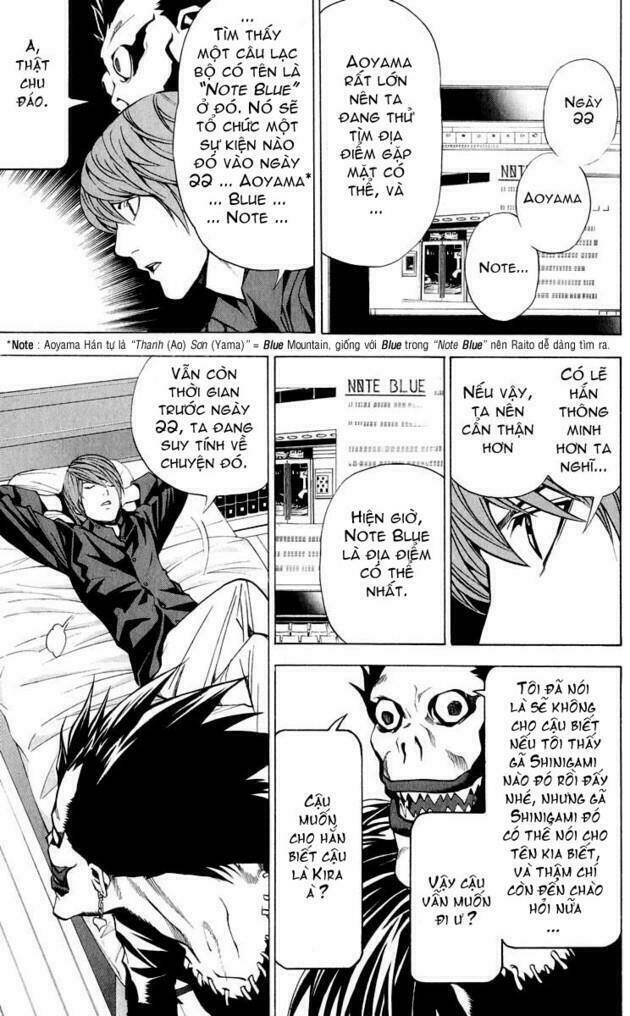 NGÀY
22
AOYAMA
NOTE...
NOTE BLUE
AOYAMA
RẤT LỚN
NÊN TA
ĐANG THỬ
TÌM ĐỊA
ĐIỂM GẶP
MẶT CÓ
THỂ, VÀ
...
...
TÌM THẤY
MỘT CÂU LẠC
BỘ CÓ TÊN LÀ
"NOTE BLUE"
Ở ĐÓ. NÓ SẼ
TỔ CHỨC MỘT
SỰ KIỆN NÀO
ĐÓ VÀO NGÀY
22 ... AOYAMA*
... BLUE ...
NOTE ...
À,
THẬT
CHU
ĐÁO.
*Note : Aoyama Hán tự là "Thanh (Ao) Sơn (Yama)" = Blue Mountain, giống với Blue trong "Note Blue" nên Raito dễ dàng tìm ra.
CÓ LẼ
HẮN
THÔNG
MINH
HƠN TA
NGHĨ...
NẾU VẬY,
TA NÊN
CẨN THẬN
HƠN
NOTE BLUE
HIỆN GIỜ,
NOTE BLUE
LÀ ĐỊA ĐIỂM
CÓ THỂ
NHẤT.
VẪN CÒN
THỜI GIAN
TRƯỚC NGÀY
22, TA ĐANG
SUY TÍNH VỀ
CHUYỆN ĐÓ.
TÔI ĐÃ NÓI
LÀ SẼ KHÔNG
CHO CẬU BIẾT
NẾU TÔI THẤY
GÃ SHINIGAMI
NÀO ĐÓ RỒI ĐẤY
NHÉ, NHƯNG GÃ
SHINIGAMI ĐÓ
CÓ THỂ NÓI CHO
TÊN KIA BIẾT,
VÀ THẬM CHÍ
CÒN ĐẾN CHÀO
HỎI NỮA
...
VẬY CẬU
VẪN MUỐN
ĐI Ư ?
CẬU
MUỐN
CHO HẮN
BIẾT CẬU
LÀ KIRA
À ?